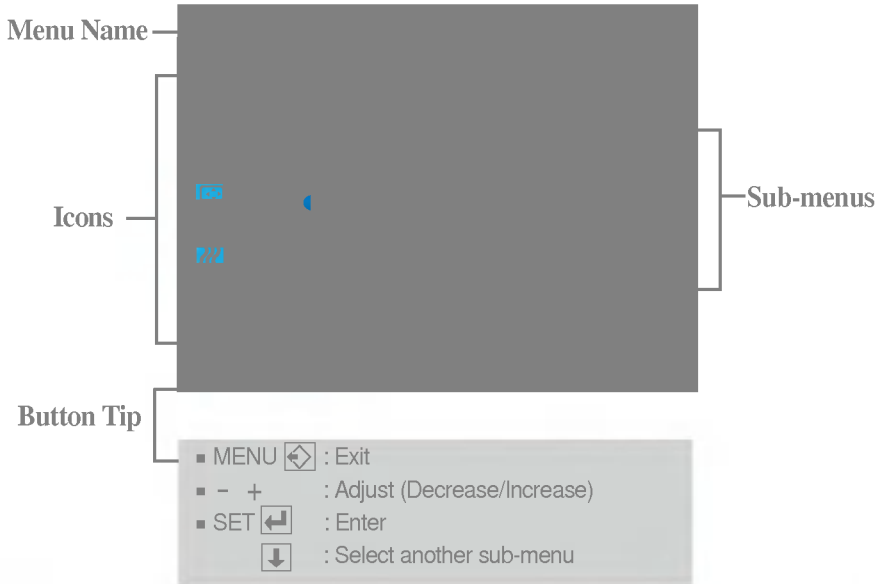 Menu Name
Icons
Sub-menus
Button Tip
■ MENU : Exit
■ - + : Adjust (Decrease/Increase)
■ SET : Enter
: Select another sub-menu